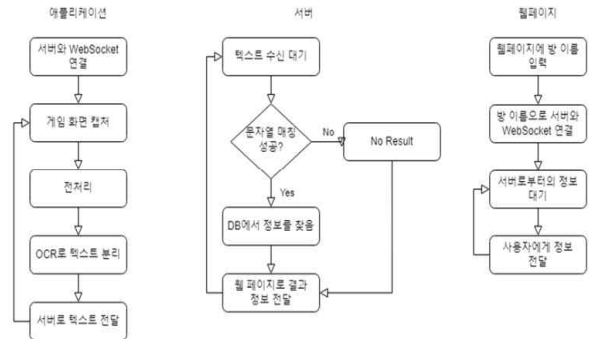 애플리케이션
서버와 WebSocket
연결
게임 화면 캡처
전처리
OCR로 텍스트 분리
서버로 텍스트 전달
서버
텍스트 수신 대기
문자열 매칭
성공?
No
No Result
Yes
DB에서 정보를 찾음
웹 페이지로 결과
정보 전달
웹페이지
웹페이지에 방 이름
입력
방 이름으로 서버와
WebSocket 연결
서버로부터의 정보
대기
사용자에게 정보
전달